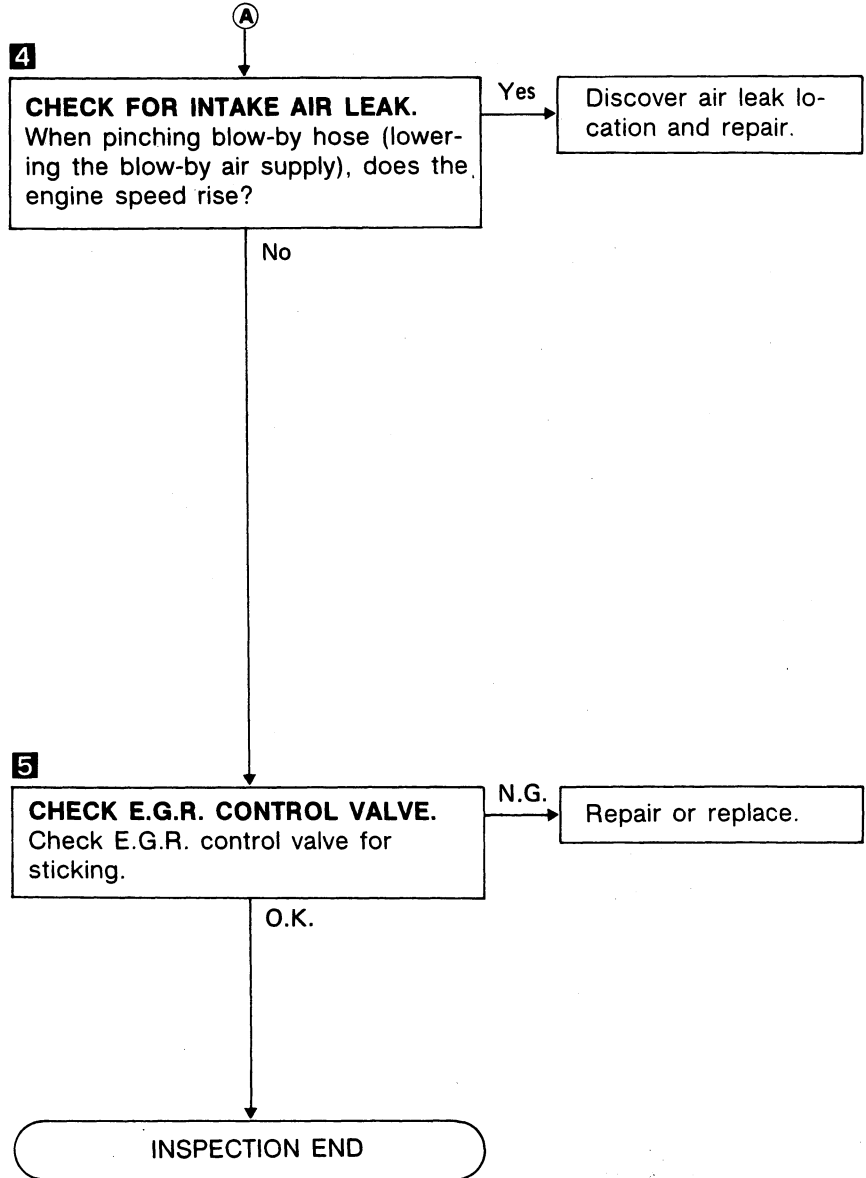 A
4
CHECK FOR INTAKE AIR LEAK.
When pinching blow-by hose (lower-
ing the blow-by air supply), does the
engine speed rise?
Yes
Discover air leak lo-
cation and repair.
No
5
CHECK E.G.R. CONTROL VALVE.
Check E.G.R. control valve for
sticking.
N.G.
Repair or replace.
O.K.
INSPECTION END